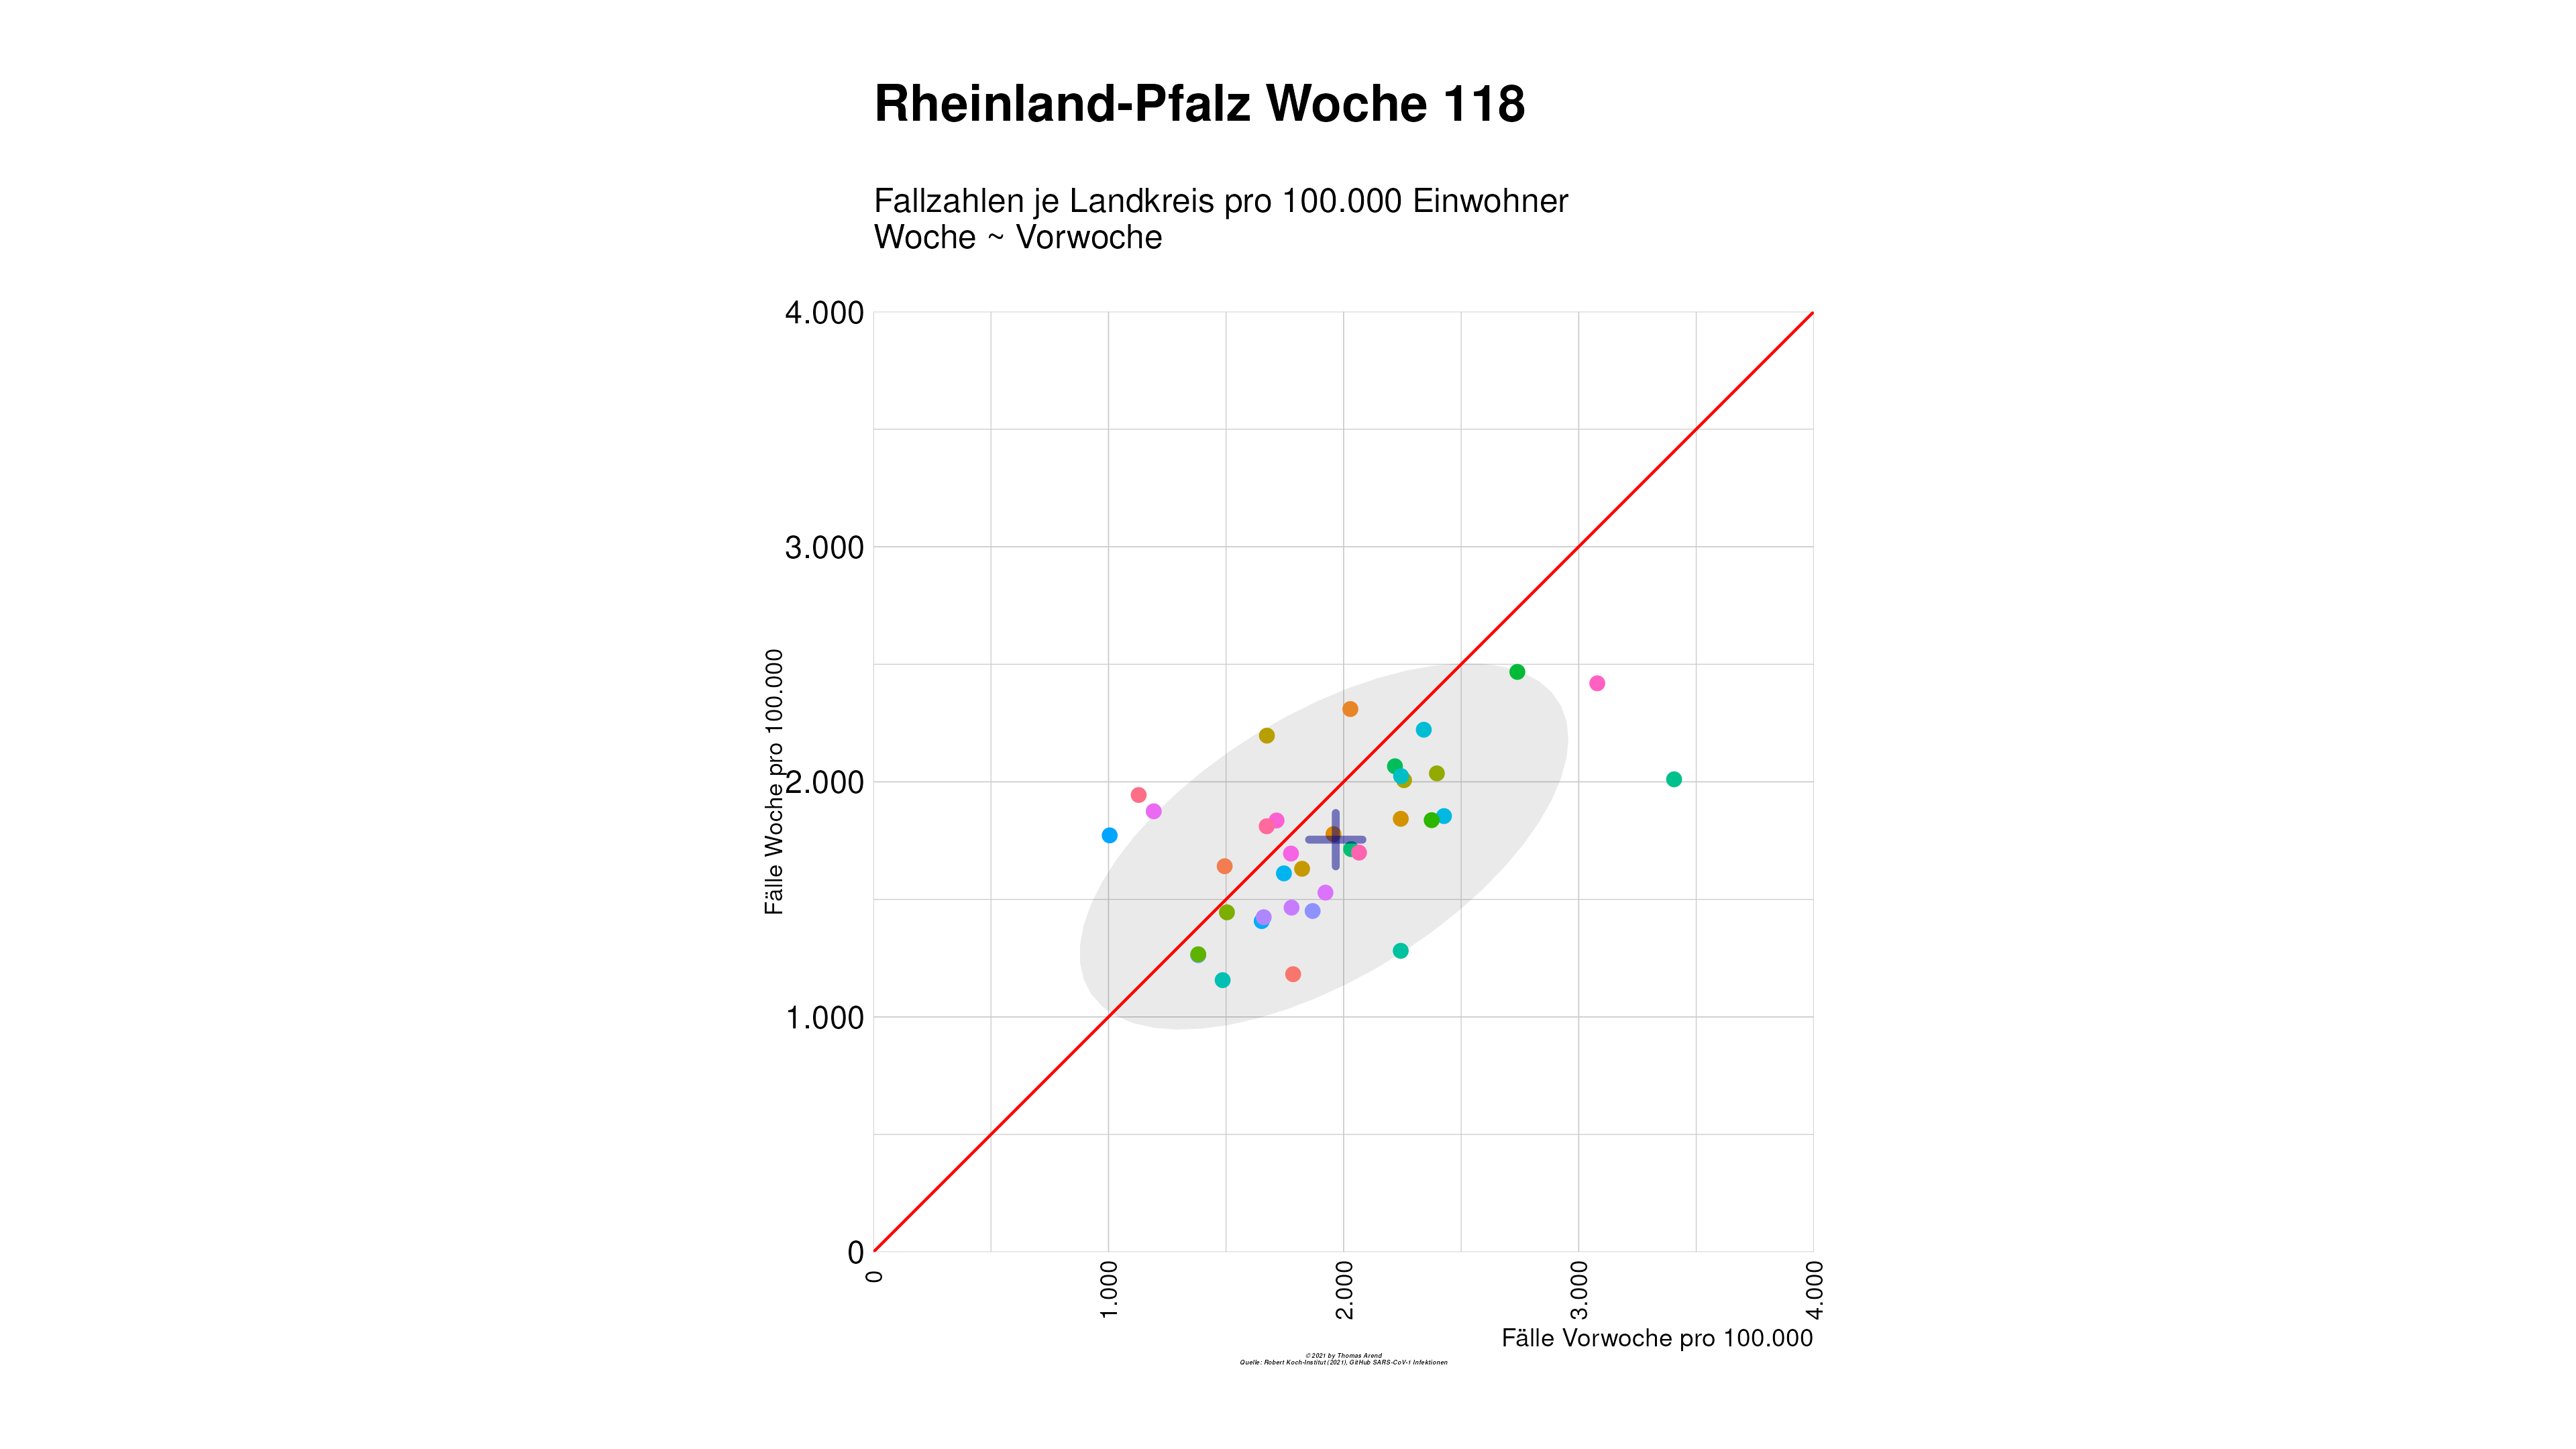 Rheinland-Pfalz Woche 118
Fallzahlen je Landkreis pro 100.000 Einwohner
Woche ~ Vorwoche
4.000
3.000
2.000
1.000
0
Fälle Woche pro 100.000
0
1.000
2.000
3.000
4.000
Fälle Vorwoche pro 100.000
© 2021 by Thomas Arend
Quelle: Robert Koch-Institut (2021), GitHub SARS-CoV-1 Infektionen